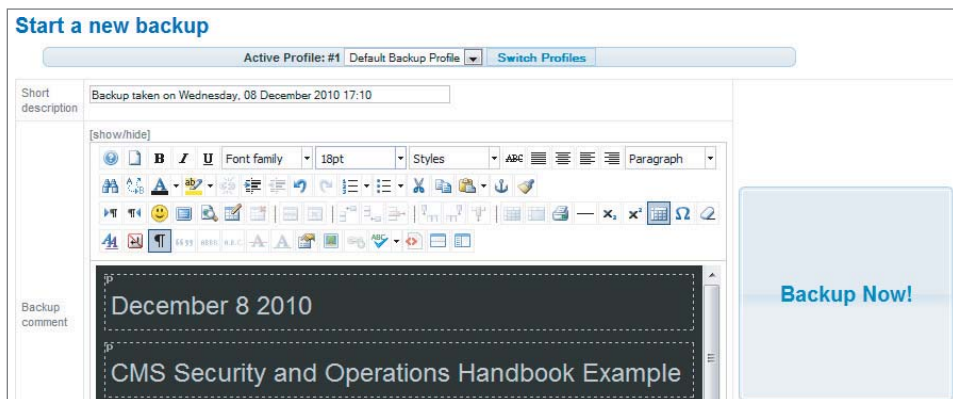 Start a new backup
Active Profile: #1 Default Backup Profile Switch Profiles
Short description
Backup taken on Wednesday, 08 December 2010 17:10
[show/hide]
B I U Font family 18pt Styles ABC Paragraph
Backup comment
December 8 2010
CMS Security and Operations Handbook Example
Backup Now!